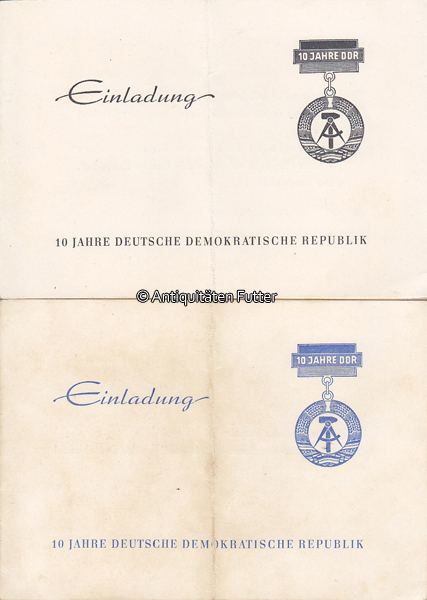 10 JAHRE DDR
Einladung
10 JAHRE DEUTSCHE DEMOKRATISCHE REPUBLIK
© Antiquitäten Futter
10 JAHRE DDR
Einladung
10 JAHRE DEUTSCHE DEMOKRATISCHE REPUBLIK